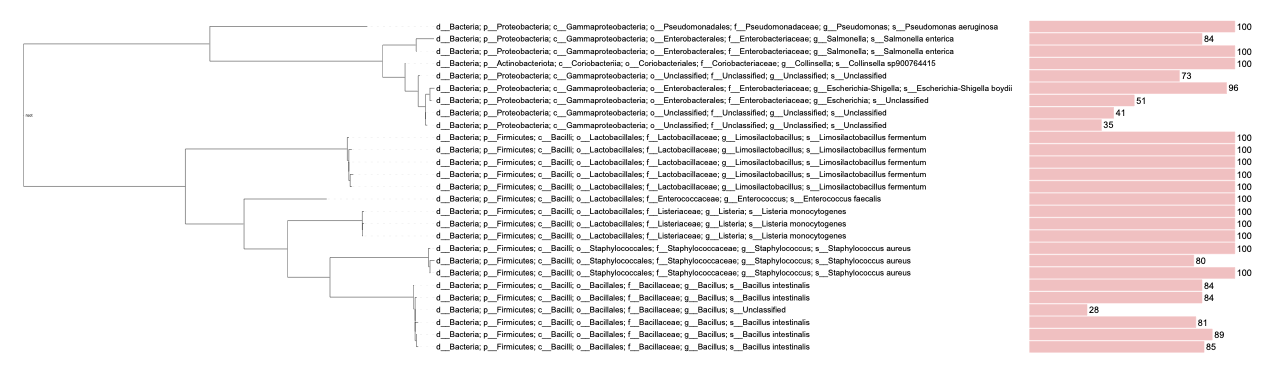 d__Bacteria; p__Proteobacteria; c__Gammaproteobacteria; o__Pseudomonadales; f__Pseudomonadaceae; g__Pseudomonas; s__Pseudomonas aeruginosa 100
d__Bacteria; p__Proteobacteria; c__Gammaproteobacteria; o__Enterobacterales; f__Enterobacteriaceae; g__Salmonella; s__Salmonella enterica 84
d__Bacteria; p__Proteobacteria; c__Gammaproteobacteria; o__Enterobacterales; f__Enterobacteriaceae; g__Salmonella; s__Salmonella enterica 100
d__Bacteria; p__Actinobacteriota; c__Coriobacteriia; o__Coriobacteriales; f__Coriobacteriaceae; g__Collinsella; s__Collinsella sp900764415 100
d__Bacteria; p__Proteobacteria; c__Gammaproteobacteria; o__Unclassified; f__Unclassified; g__Unclassified; s__Unclassified 73
d__Bacteria; p__Proteobacteria; c__Gammaproteobacteria; o__Enterobacterales; f__Enterobacteriaceae; g__Escherichia-Shigella; s__Escherichia-Shigella boydii 96
d__Bacteria; p__Proteobacteria; c__Gammaproteobacteria; o__Enterobacterales; f__Enterobacteriaceae; g__Escherichia; s__Unclassified 51
root
d__Bacteria; p__Proteobacteria; c__Gammaproteobacteria; o__Unclassified; f__Unclassified; g__Unclassified; s__Unclassified 41
d__Bacteria; p__Proteobacteria; c__Gammaproteobacteria; o__Unclassified; f__Unclassified; g__Unclassified; s__Unclassified 35
d__Bacteria; p__Firmicutes; c__Bacilli; o__Lactobacillales; f__Lactobacillaceae; g__Limosilactobacillus; s__Limosilactobacillus fermentum 100
d__Bacteria; p__Firmicutes; c__Bacilli; o__Lactobacillales; f__Lactobacillaceae; g__Limosilactobacillus; s__Limosilactobacillus fermentum 100
d__Bacteria; p__Firmicutes; c__Bacilli; o__Lactobacillales; f__Lactobacillaceae; g__Limosilactobacillus; s__Limosilactobacillus fermentum 100
d__Bacteria; p__Firmicutes; c__Bacilli; o__Lactobacillales; f__Lactobacillaceae; g__Limosilactobacillus; s__Limosilactobacillus fermentum 100
d__Bacteria; p__Firmicutes; c__Bacilli; o__Lactobacillales; f__Lactobacillaceae; g__Limosilactobacillus; s__Limosilactobacillus fermentum 100
d__Bacteria; p__Firmicutes; c__Bacilli; o__Lactobacillales; f__Enterococcaceae; g__Enterococcus; s__Enterococcus faecalis 100
d__Bacteria; p__Firmicutes; c__Bacilli; o__Lactobacillales; f__Listeriaceae; g__Listeria; s__Listeria monocytogenes 100
d__Bacteria; p__Firmicutes; c__Bacilli; o__Lactobacillales; f__Listeriaceae; g__Listeria; s__Listeria monocytogenes 100
d__Bacteria; p__Firmicutes; c__Bacilli; o__Lactobacillales; f__Listeriaceae; g__Listeria; s__Listeria monocytogenes 100
d__Bacteria; p__Firmicutes; c__Bacilli; o__Staphylococcales; f__Staphylococcaceae; g__Staphylococcus; s__Staphylococcus aureus 100
d__Bacteria; p__Firmicutes; c__Bacilli; o__Staphylococcales; f__Staphylococcaceae; g__Staphylococcus; s__Staphylococcus aureus 80
d__Bacteria; p__Firmicutes; c__Bacilli; o__Staphylococcales; f__Staphylococcaceae; g__Staphylococcus; s__Staphylococcus aureus 100
d__Bacteria; p__Firmicutes; c__Bacilli; o__Bacillales; f__Bacillaceae; g__Bacillus; s__Bacillus intestinalis 84
d__Bacteria; p__Firmicutes; c__Bacilli; o__Bacillales; f__Bacillaceae; g__Bacillus; s__Bacillus intestinalis 84
d__Bacteria; p__Firmicutes; c__Bacilli; o__Bacillales; f__Bacillaceae; g__Bacillus; s__Unclassified 28
d__Bacteria; p__Firmicutes; c__Bacilli; o__Bacillales; f__Bacillaceae; g__Bacillus; s__Bacillus intestinalis 81
d__Bacteria; p__Firmicutes; c__Bacilli; o__Bacillales; f__Bacillaceae; g__Bacillus; s__Bacillus intestinalis 89
d__Bacteria; p__Firmicutes; c__Bacilli; o__Bacillales; f__Bacillaceae; g__Bacillus; s__Bacillus intestinalis 85